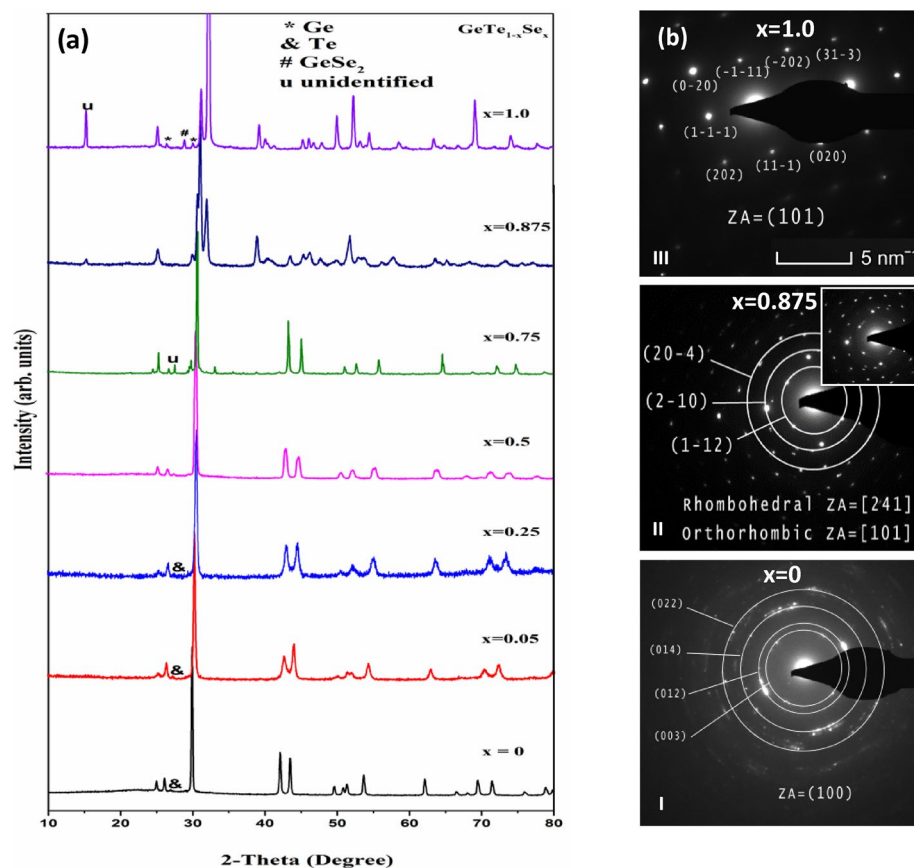 (a)
* Ge
& Te
# GeSe2
u unidentified
GeTe1-xSex
u
*
#
*
x=1.0
x=0.875
u
x=0.75
x=0.5
&
x=0.25
&
x=0.05
&
x = 0
Intensity (arb. units)
10 20 30 40 50 60 70 80
2-Theta (Degree)
(b)
x=1.0
(31-3)
(-202)
(-1-11)
(0-20)
(1-1-1)
(020)
(11-1)
(202)
ZA=(101)
III
5 nm⁻¹
x=0.875
(20-4)
(2-10)
(1-12)
Rhombohedral ZA=[241]
Orthorhombic ZA=[101]
II
x=0
(022)
(014)
(012)
(003)
ZA=(100)
I